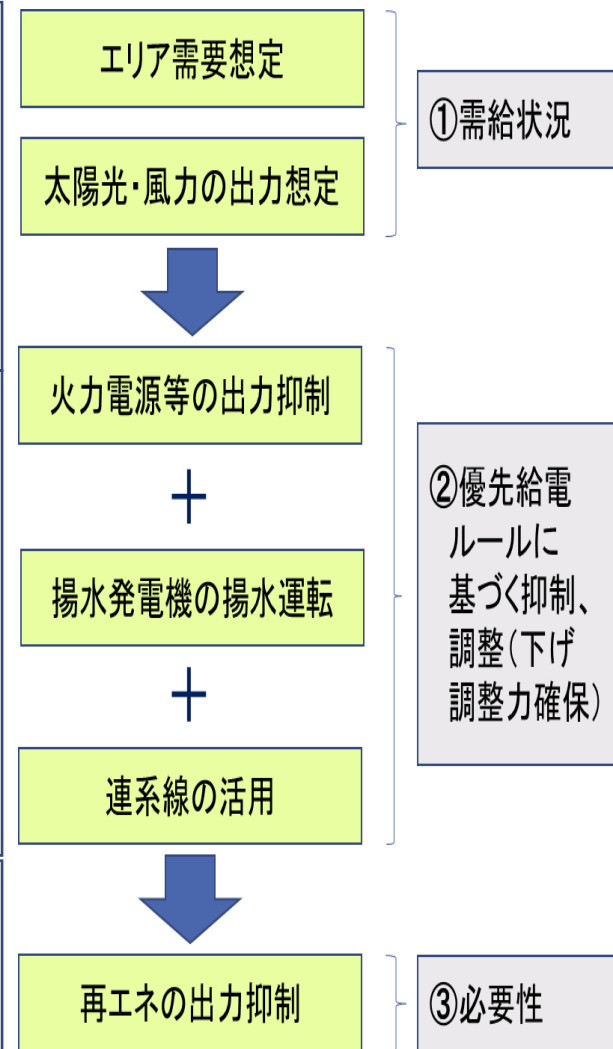 エリア需要想定
①需給状況
太陽光・風力の出力想定
火力電源等の出力抑制
＋
揚水発電機の揚水運転
＋
連系線の活用
②優先給電
ルールに
基づく抑制、
調整（下げ
調整力確保）
再エネの出力抑制
③必要性